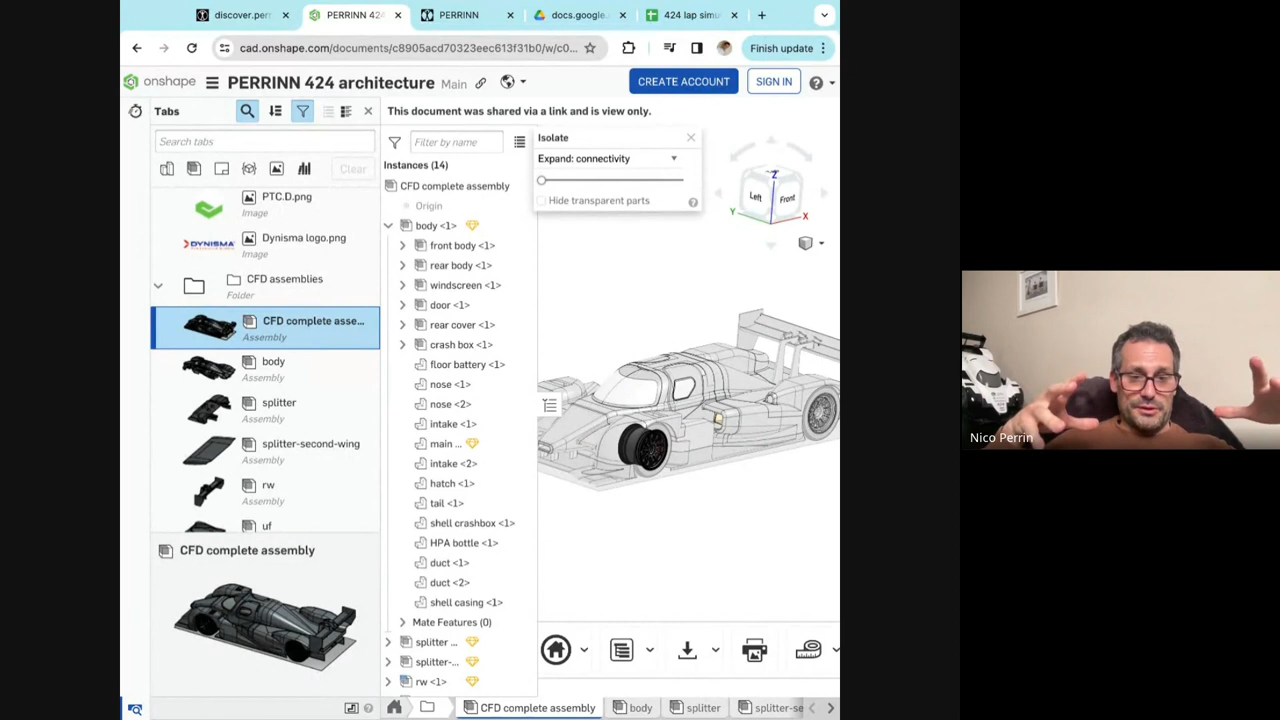 discover.perr
PERRINN 424
PERRINN
docs.google.
424 lap simu
cad.onshape.com/documents/c8905acd70323eec613f31b0/w/c0...
Finish update
onshape
PERRINN 424 architecture
Main
CREATE ACCOUNT
SIGN IN
Tabs
This document was shared via a link and is view only.
Search tabs
Clear
PTC.D.png
Image
DYNISMA
Dynisma logo.png
Image
CFD assemblies
Folder
CFD complete asse...
Assembly
body
Assembly
splitter
Assembly
splitter-second-wing
Assembly
rw
Assembly
uf
CFD complete assembly
Filter by name
Instances (14)
CFD complete assembly
Origin
body <1>
front body <1>
rear body <1>
windscreen <1>
door <1>
rear cover <1>
crash box <1>
floor battery <1>
nose <1>
nose <2>
intake <1>
main ...
intake <2>
hatch <1>
tail <1>
shell crashbox <1>
HPA bottle <1>
duct <1>
duct <2>
shell casing <1>
Mate Features (0)
splitter ...
splitter-...
rw <1>
Isolate
Expand: connectivity
Hide transparent parts
Z
Left
Front
Y
X
CFD complete assembly
body
splitter
splitter-se
Nico Perrin